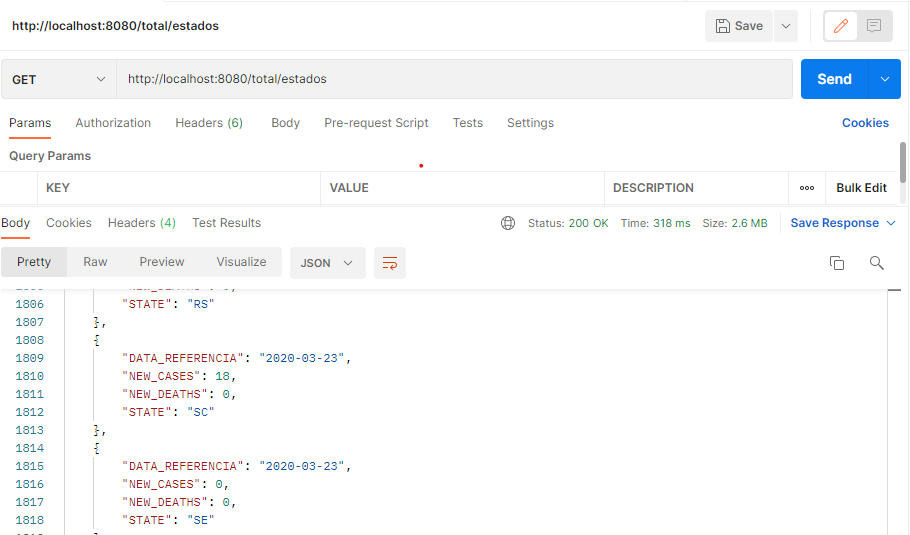 http://localhost:8080/total/estados
Save
GET
http://localhost:8080/total/estados
Send
Params Authorization Headers (6) Body Pre-request Script Tests Settings Cookies
Query Params
KEY VALUE DESCRIPTION Bulk Edit
Body Cookies Headers (4) Test Results Status: 200 OK Time: 318 ms Size: 2.6 MB Save Response
Pretty Raw Preview Visualize JSON
1806 "STATE": "RS"
1807 },
1808 {
1809 "DATA_REFERENCIA": "2020-03-23",
1810 "NEW_CASES": 18,
1811 "NEW_DEATHS": 0,
1812 "STATE": "SC"
1813 },
1814 {
1815 "DATA_REFERENCIA": "2020-03-23",
1816 "NEW_CASES": 0,
1817 "NEW_DEATHS": 0,
1818 "STATE": "SE"